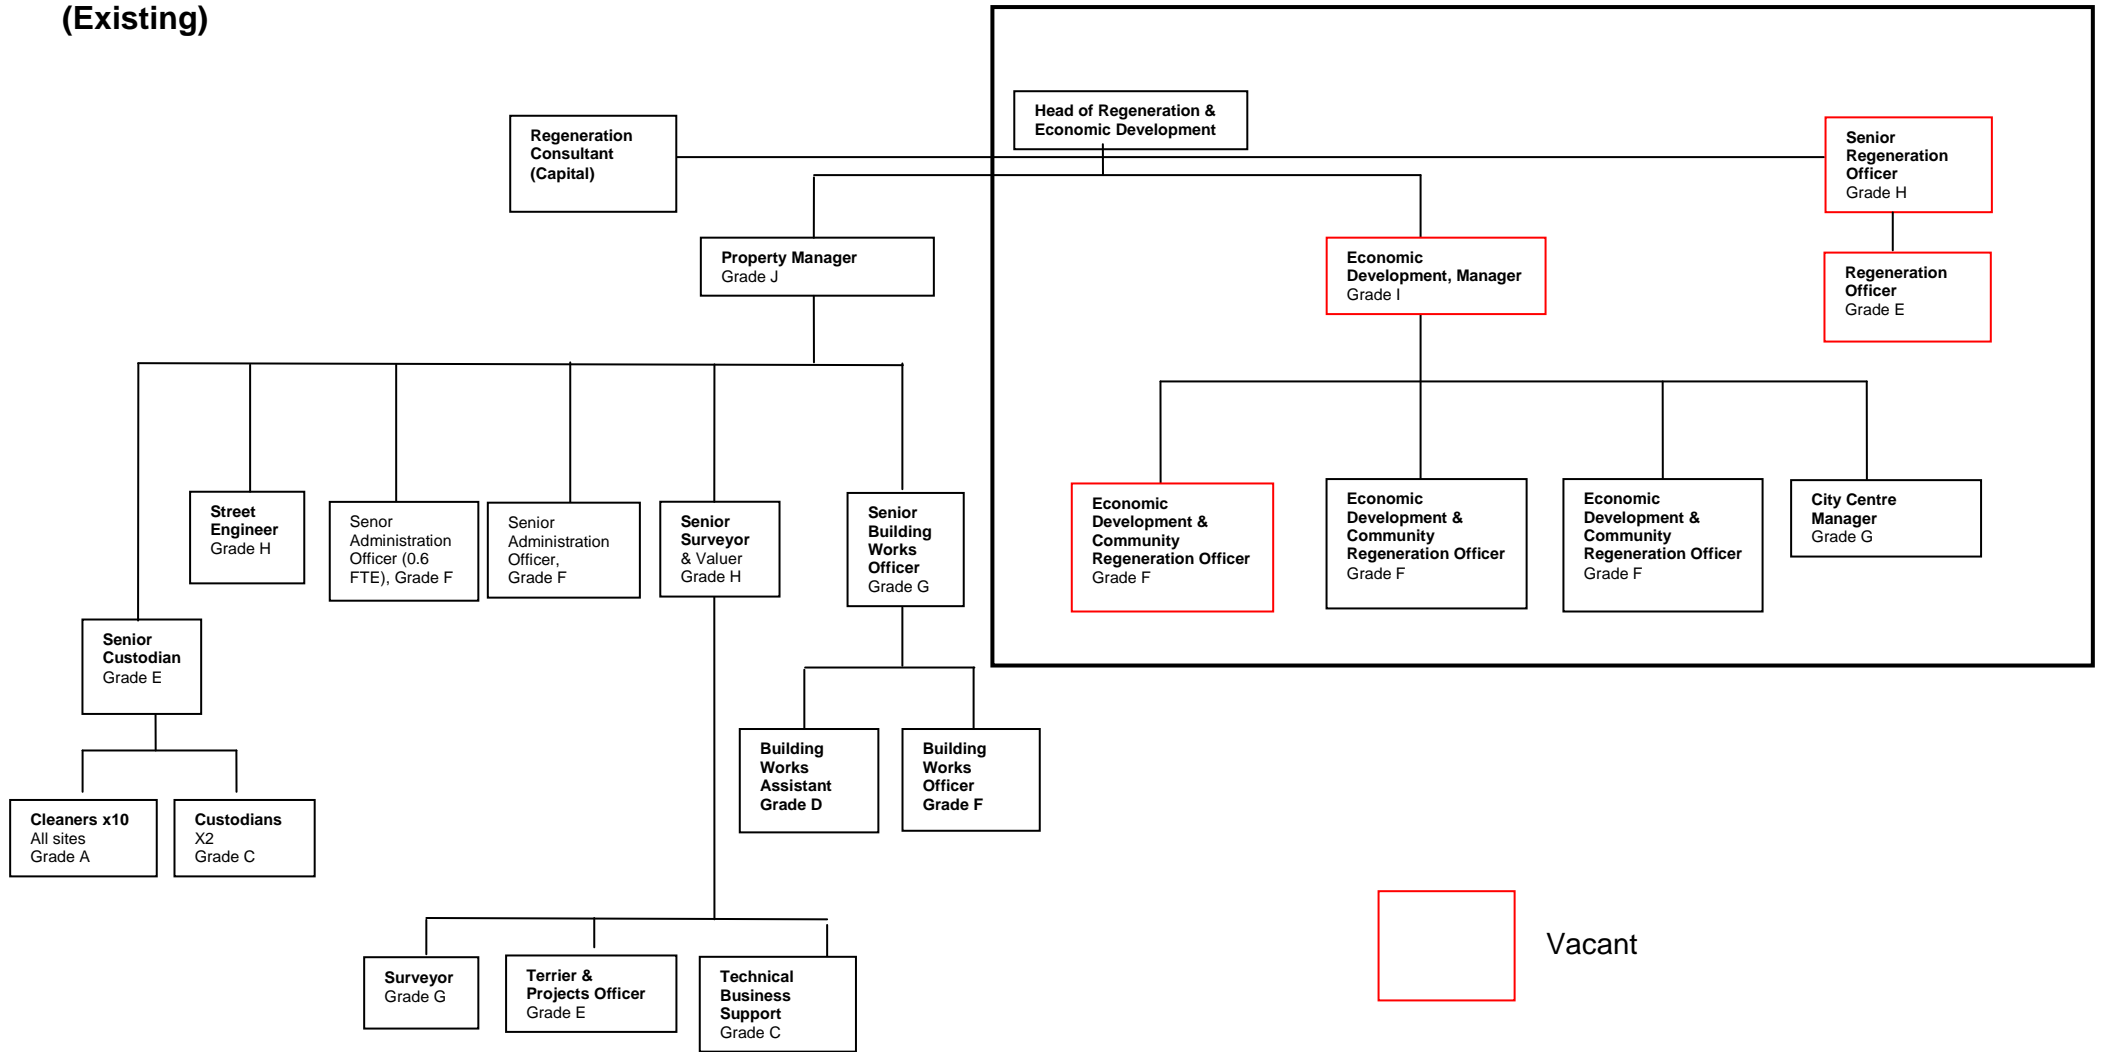 (Existing)
Head of Regeneration &
Economic Development
Regeneration
Consultant
(Capital)
Senior
Regeneration
Officer
Grade H
Property Manager
Grade J
Economic
Development, Manager
Grade I
Regeneration
Officer
Grade E
Street
Engineer
Grade H
Senor
Administration
Officer (0.6
FTE), Grade F
Senior
Administration
Officer,
Grade F
Senior
Surveyor
& Valuer
Grade H
Senior
Building
Works
Officer
Grade G
Economic
Development &
Community
Regeneration Officer
Grade F
Economic
Development &
Community
Regeneration Officer
Grade F
Economic
Development &
Community
Regeneration Officer
Grade F
City Centre
Manager
Grade G
Senior
Custodian
Grade E
Building
Works
Assistant
Grade D
Building
Works
Officer
Grade F
Cleaners x10
All sites
Grade A
Custodians
X2
Grade C
Surveyor
Grade G
Terrier &
Projects Officer
Grade E
Technical
Business
Support
Grade C
Vacant